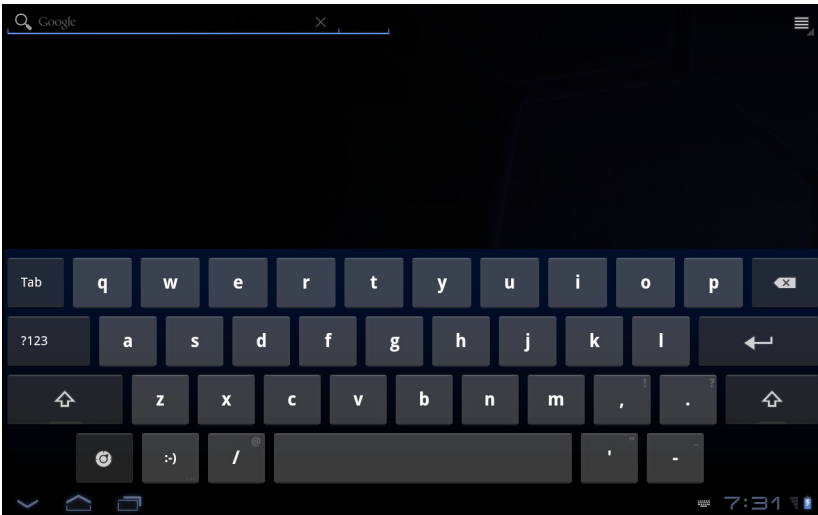 Google
Tab q w e r t y u i o p
?123 a s d f g h j k l
z x c v b n m , ! . ?
:-) ... / @ ' " - _
7:31